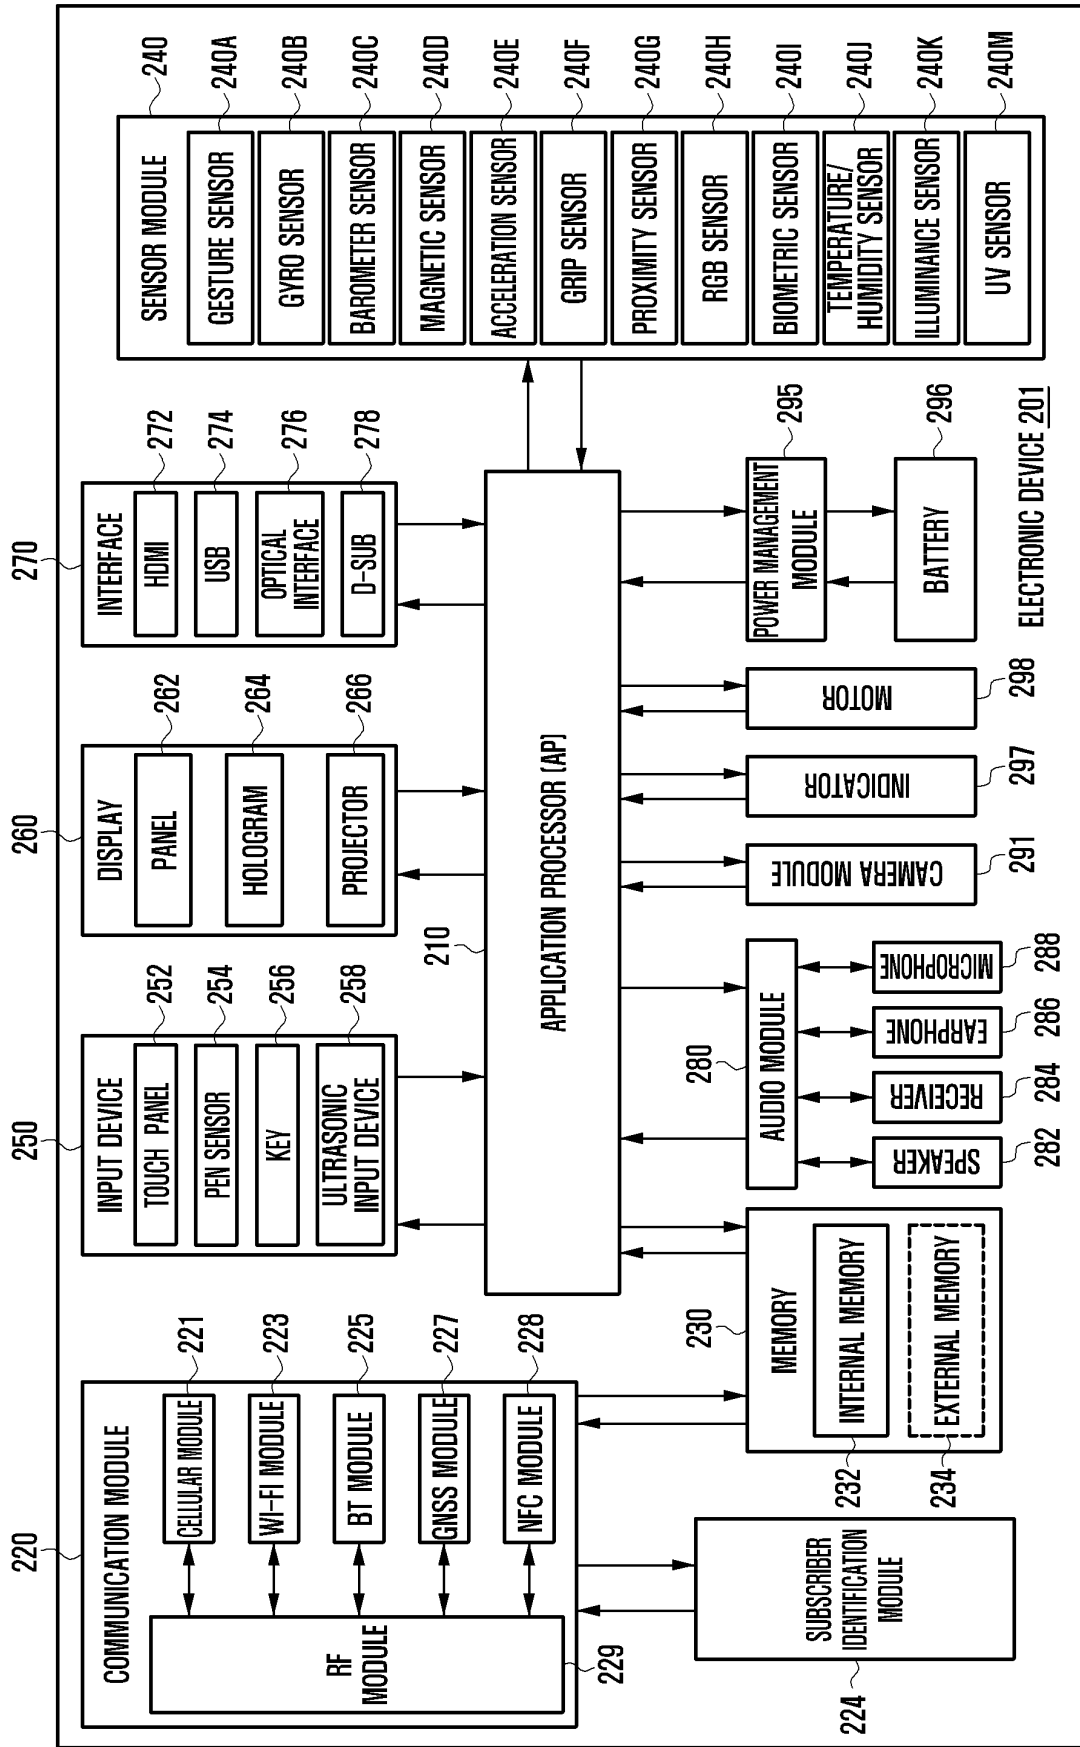 COMMUNICATION MODULE
220
RF
MODULE
229
CELLULAR MODULE
221
WI-FI MODULE
223
BT MODULE
225
GNSS MODULE
227
NFC MODULE
228
SUBSCRIBER
IDENTIFICATION
MODULE
224
MEMORY
230
INTERNAL MEMORY
232
EXTERNAL MEMORY
234
INPUT DEVICE
250
TOUCH PANEL
252
PEN SENSOR
254
KEY
256
ULTRASONIC
INPUT DEVICE
258
DISPLAY
260
PANEL
262
HOLOGRAM
264
PROJECTOR
266
INTERFACE
270
HDMI
272
USB
274
OPTICAL
INTERFACE
276
D-SUB
278
APPLICATION PROCESSOR (AP)
210
AUDIO MODULE
280
SPEAKER
282
RECEIVER
284
EARPHONE
286
MICROPHONE
288
CAMERA MODULE
291
INDICATOR
297
MOTOR
298
POWER MANAGEMENT
MODULE
295
BATTERY
296
SENSOR MODULE
240
GESTURE SENSOR
240A
GYRO SENSOR
240B
BAROMETER SENSOR
240C
MAGNETIC SENSOR
240D
ACCELERATION SENSOR
240E
GRIP SENSOR
240F
PROXIMITY SENSOR
240G
RGB SENSOR
240H
BIOMETRIC SENSOR
240I
TEMPERATURE/
HUMIDITY SENSOR
240J
ILLUMINANCE SENSOR
240K
UV SENSOR
240M
ELECTRONIC DEVICE 201